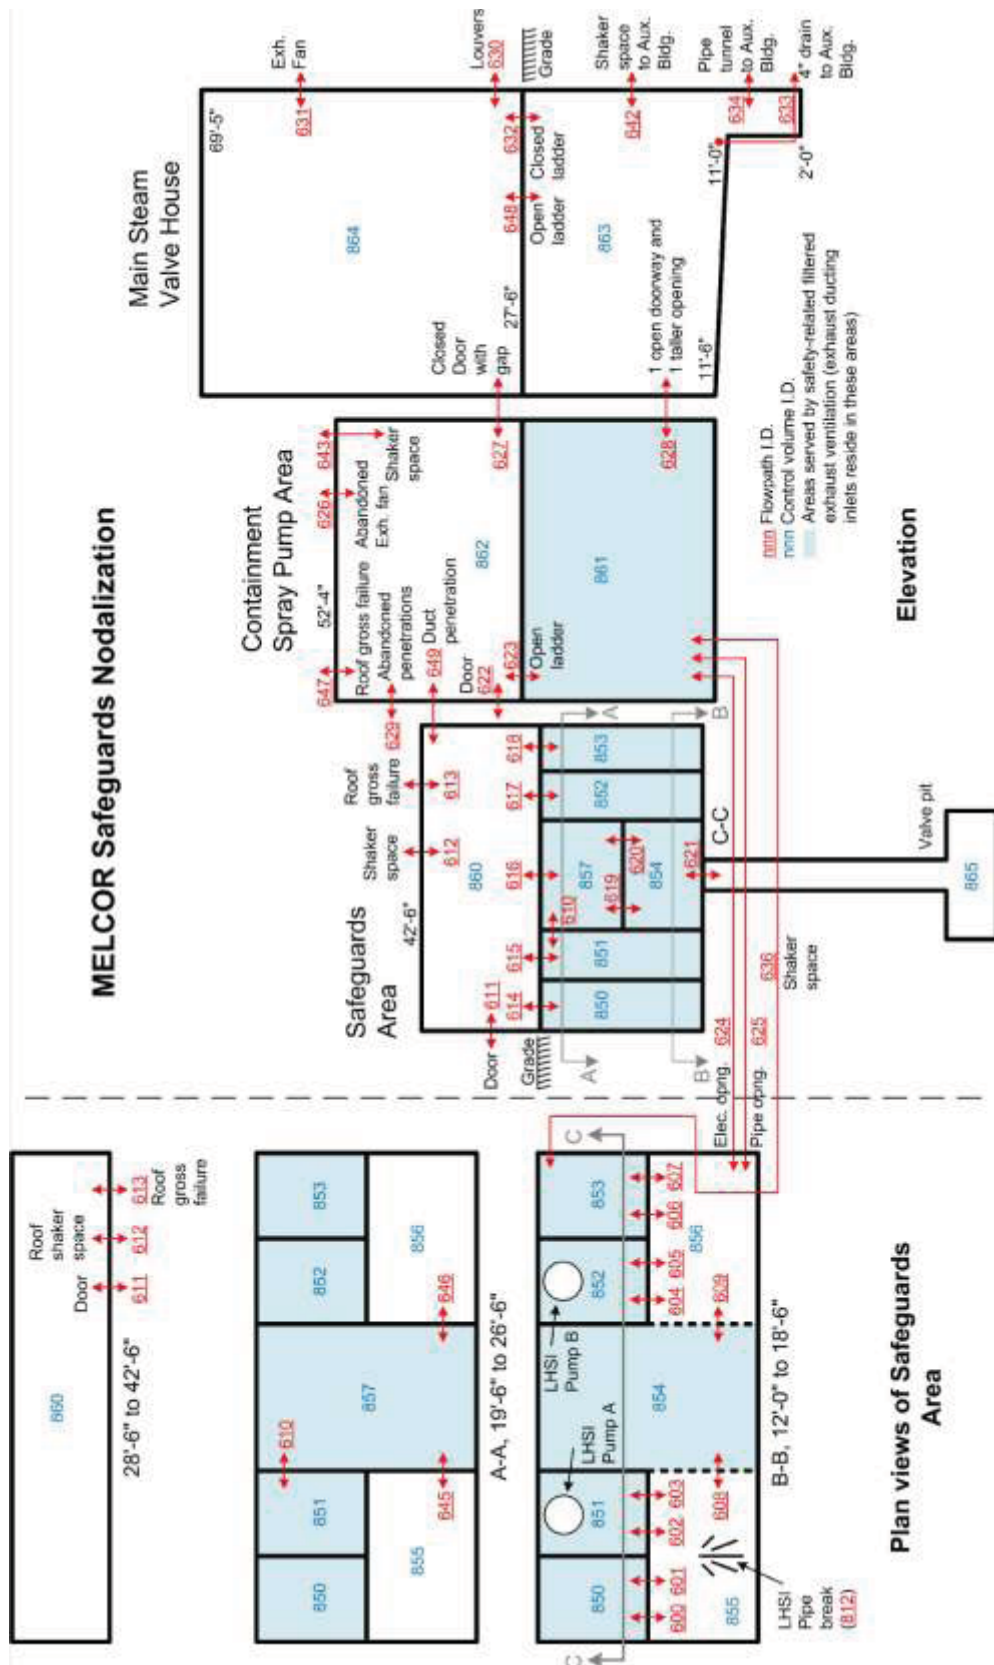 MELCOR Safeguards Nodalization
Main Steam
Valve House
69'-5"
Exh.
Fan
631
Louvers
630
Grade
864
632
Closed
ladder
648
Open
ladder
Shaker
space
to Aux.
Bldg.
642
Pipe
tunnel
to Aux.
Bldg.
634
4" drain
to Aux.
Bldg.
633
11'-0"
2'-0"
863
27'-6"
11'-6"
Closed
Door
with
gap
627
1 open doorway and
1 taller opening
628
Containment
Spray Pump Area
52'-4"
647
Roof gross failure
626
Abandoned
Exh. fan
643
Shaker
space
629
Abandoned
penetrations
649
Duct
penetration
Door
622
623
Open
ladder
862
861
Safeguards
Area
42'-6"
Shaker
space
612
Roof
gross
failure
613
Door
611
Grade
860
614
615
616
617
618
610
850
851
857
852
853
619
620
854
621
A
A
B
B
C-C
Valve pit
865
Elec. opng.
624
Pipe opng.
625
636
Shaker
space
nnn Flowpath I.D.
nnn Control volume I.D.
Areas served by safety-related filtered
exhaust ventilation (exhaust ducting
inlets reside in these areas)
Elevation
860
Door
611
Roof
shaker
space
612
613
Roof
gross
failure
28'-6" to 42'-6"
850
851
857
852
853
610
855
856
645
646
A-A, 19'-6" to 26'-6"
C
C
850
851
854
852
853
LHSI
Pump A
LHSI
Pump B
600
601
602
603
604
605
606
607
855
856
608
609
LHSI
Pipe
break
(812)
B-B, 12'-0" to 18'-6"
Plan views of Safeguards
Area